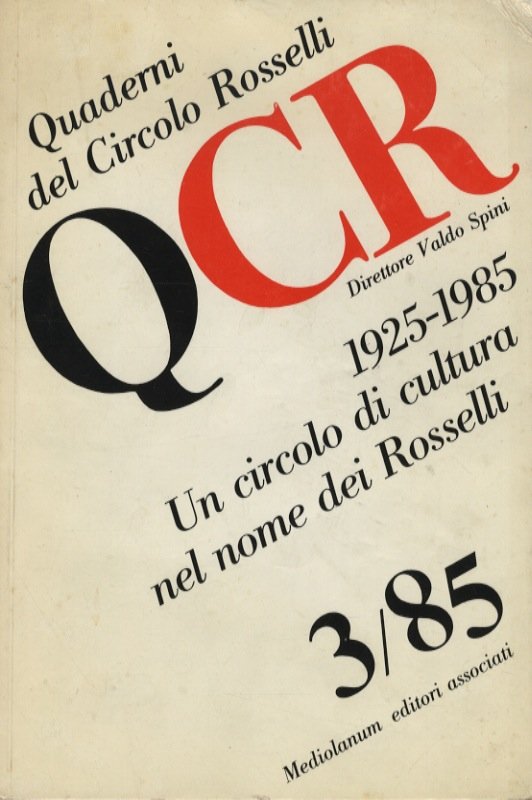 Quaderni
del Circolo Rosselli
QCR
Direttore Valdo Spini
1925-1985
Un circolo di cultura
nel nome dei Rosselli
3/85
Mediolanum editori associati